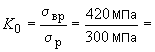 K₀ = σвр / σр = 420 МПа / 300 МПа =